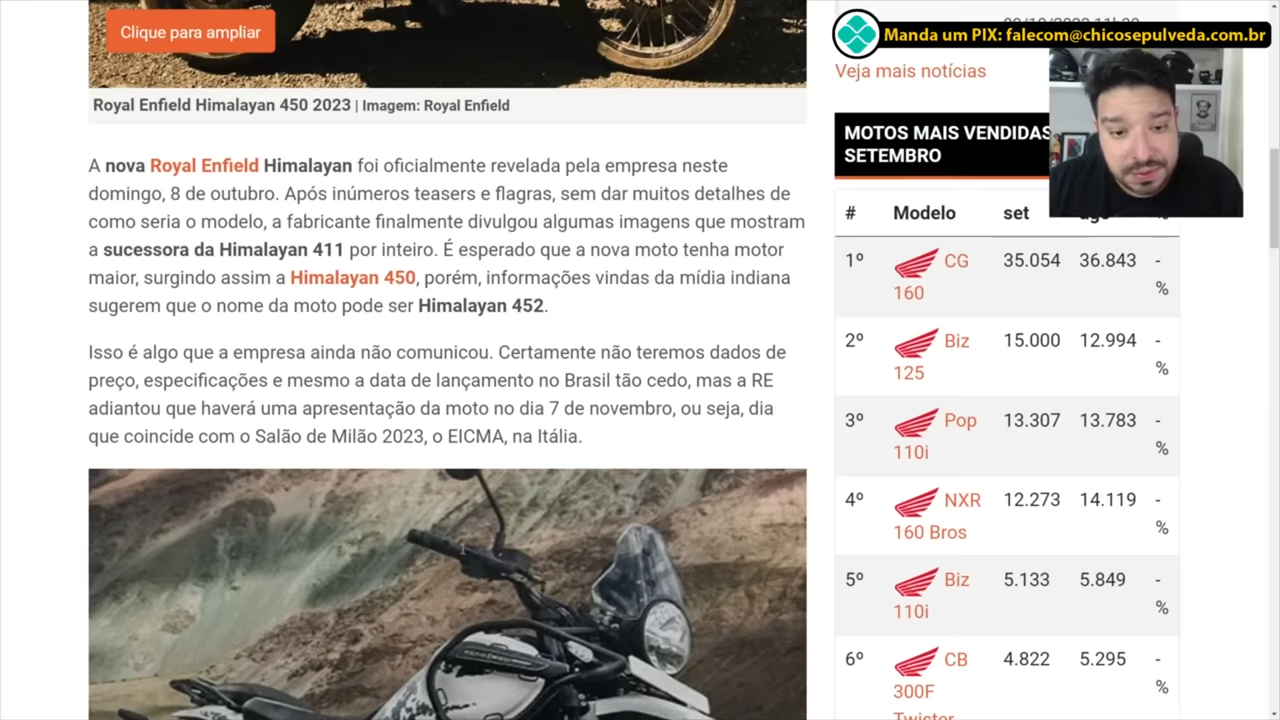 Clique para ampliar
Royal Enfield Himalayan 450 2023 | Imagem: Royal Enfield
A nova Royal Enfield Himalayan foi oficialmente revelada pela empresa neste
domingo, 8 de outubro. Após inúmeros teasers e flagras, sem dar muitos detalhes de
como seria o modelo, a fabricante finalmente divulgou algumas imagens que mostram
a sucessora da Himalayan 411 por inteiro. É esperado que a nova moto tenha motor
maior, surgindo assim a Himalayan 450, porém, informações vindas da mídia indiana
sugerem que o nome da moto pode ser Himalayan 452.
Isso é algo que a empresa ainda não comunicou. Certamente não teremos dados de
preço, especificações e mesmo a data de lançamento no Brasil tão cedo, mas a RE
adiantou que haverá uma apresentação da moto no dia 7 de novembro, ou seja, dia
que coincide com o Salão de Milão 2023, o EICMA, na Itália.
Manda um PIX: falecom@chicosepulveda.com.br
Veja mais notícias
MOTOS MAIS VENDIDAS
SETEMBRO
# Modelo set
1º CG 35.054 36.843 -
160 %
2º Biz 15.000 12.994 -
125 %
3º Pop 13.307 13.783 -
110i %
4º NXR 12.273 14.119 -
160 Bros %
5º Biz 5.133 5.849 -
110i %
6º CB 4.822 5.295 -
300F %
Twister